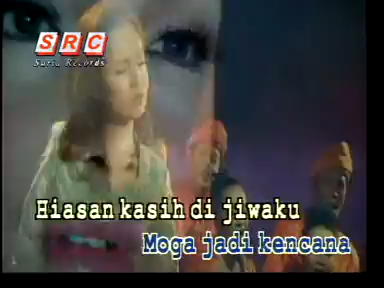 SRC
Suria Records
Hiasan kasih di jiwaku
Moga jadi kencana